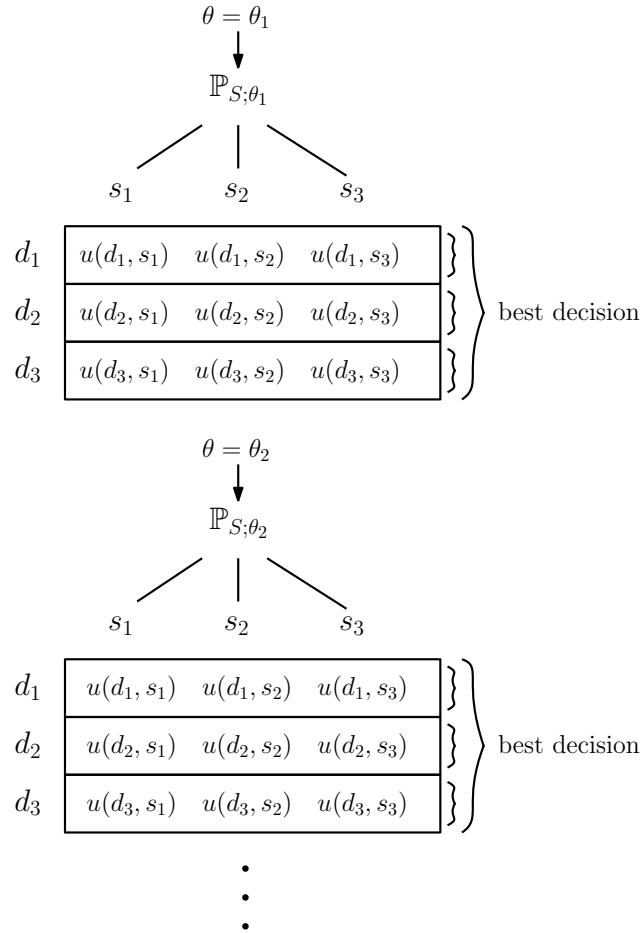 θ = θ₁
ℙ_{S;θ₁}
s₁ s₂ s₃
d₁ u(d₁, s₁) u(d₁, s₂) u(d₁, s₃)
d₂ u(d₂, s₁) u(d₂, s₂) u(d₂, s₃) best decision
d₃ u(d₃, s₁) u(d₃, s₂) u(d₃, s₃)
θ = θ₂
ℙ_{S;θ₂}
s₁ s₂ s₃
d₁ u(d₁, s₁) u(d₁, s₂) u(d₁, s₃)
d₂ u(d₂, s₁) u(d₂, s₂) u(d₂, s₃) best decision
d₃ u(d₃, s₁) u(d₃, s₂) u(d₃, s₃)